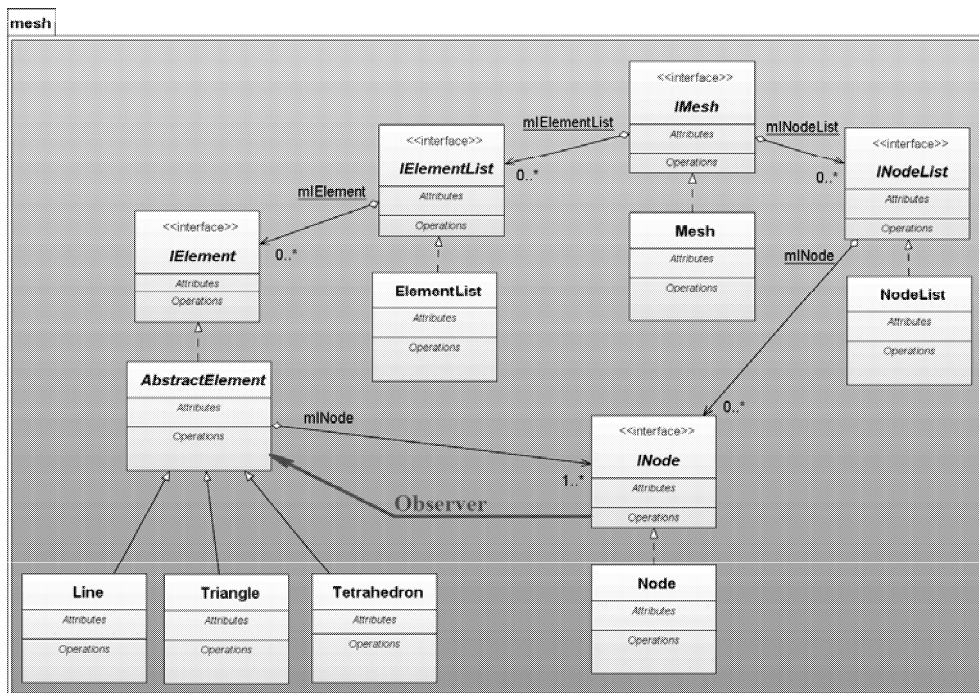 mesh
<<interface>>
IMesh
Attributes
Operations
mIElementList
0..*
mINodeList
0..*
<<interface>>
IElementList
Attributes
Operations
<<interface>>
INodeList
Attributes
Operations
mIElement
0..*
<<interface>>
IElement
Attributes
Operations
Mesh
Attributes
Operations
mINode
0..*
ElementList
Attributes
Operations
NodeList
Attributes
Operations
AbstractElement
Attributes
Operations
mINode
1..*
<<interface>>
INode
Attributes
Operations
Observer
Line
Attributes
Operations
Triangle
Attributes
Operations
Tetrahedron
Attributes
Operations
Node
Attributes
Operations